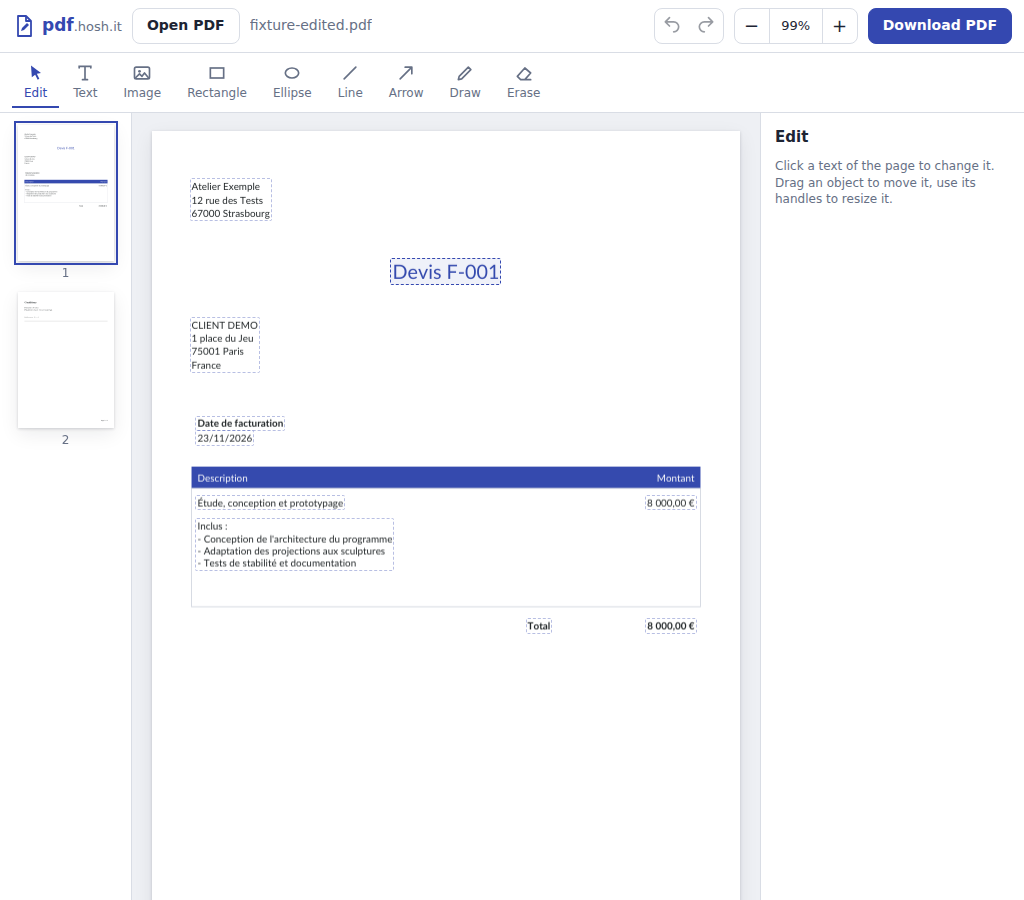 pdf.hosh.it
Open PDF
fixture-edited.pdf
99%
Download PDF
Edit
Text
Image
Rectangle
Ellipse
Line
Arrow
Draw
Erase
1
2
Atelier Exemple
12 rue des Tests
67000 Strasbourg
Devis F-001
CLIENT DEMO
1 place du Jeu
75001 Paris
France
Date de facturation
23/11/2026
Description Montant
Étude, conception et prototypage 8 000,00 €
Inclus :
- Conception de l'architecture du programme
- Adaptation des projections aux sculptures
- Tests de stabilité et documentation
Total 8 000,00 €
Edit
Click a text of the page to change it.
Drag an object to move it, use its
handles to resize it.